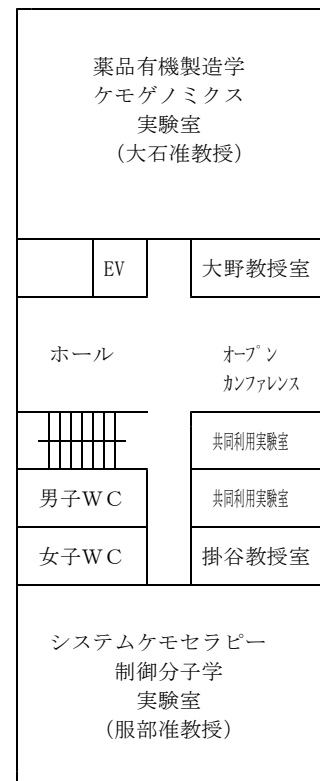 薬品有機製造学
ケモゲノミクス
実験室
（大石准教授）
EV
大野教授室
ホール
ｵｰﾌﾟﾝ
ｶﾝﾌｧﾚﾝｽ
共同利用実験室
男子ＷＣ
共同利用実験室
女子ＷＣ
掛谷教授室
システムケモセラピー
制御分子学
実験室
（服部准教授）